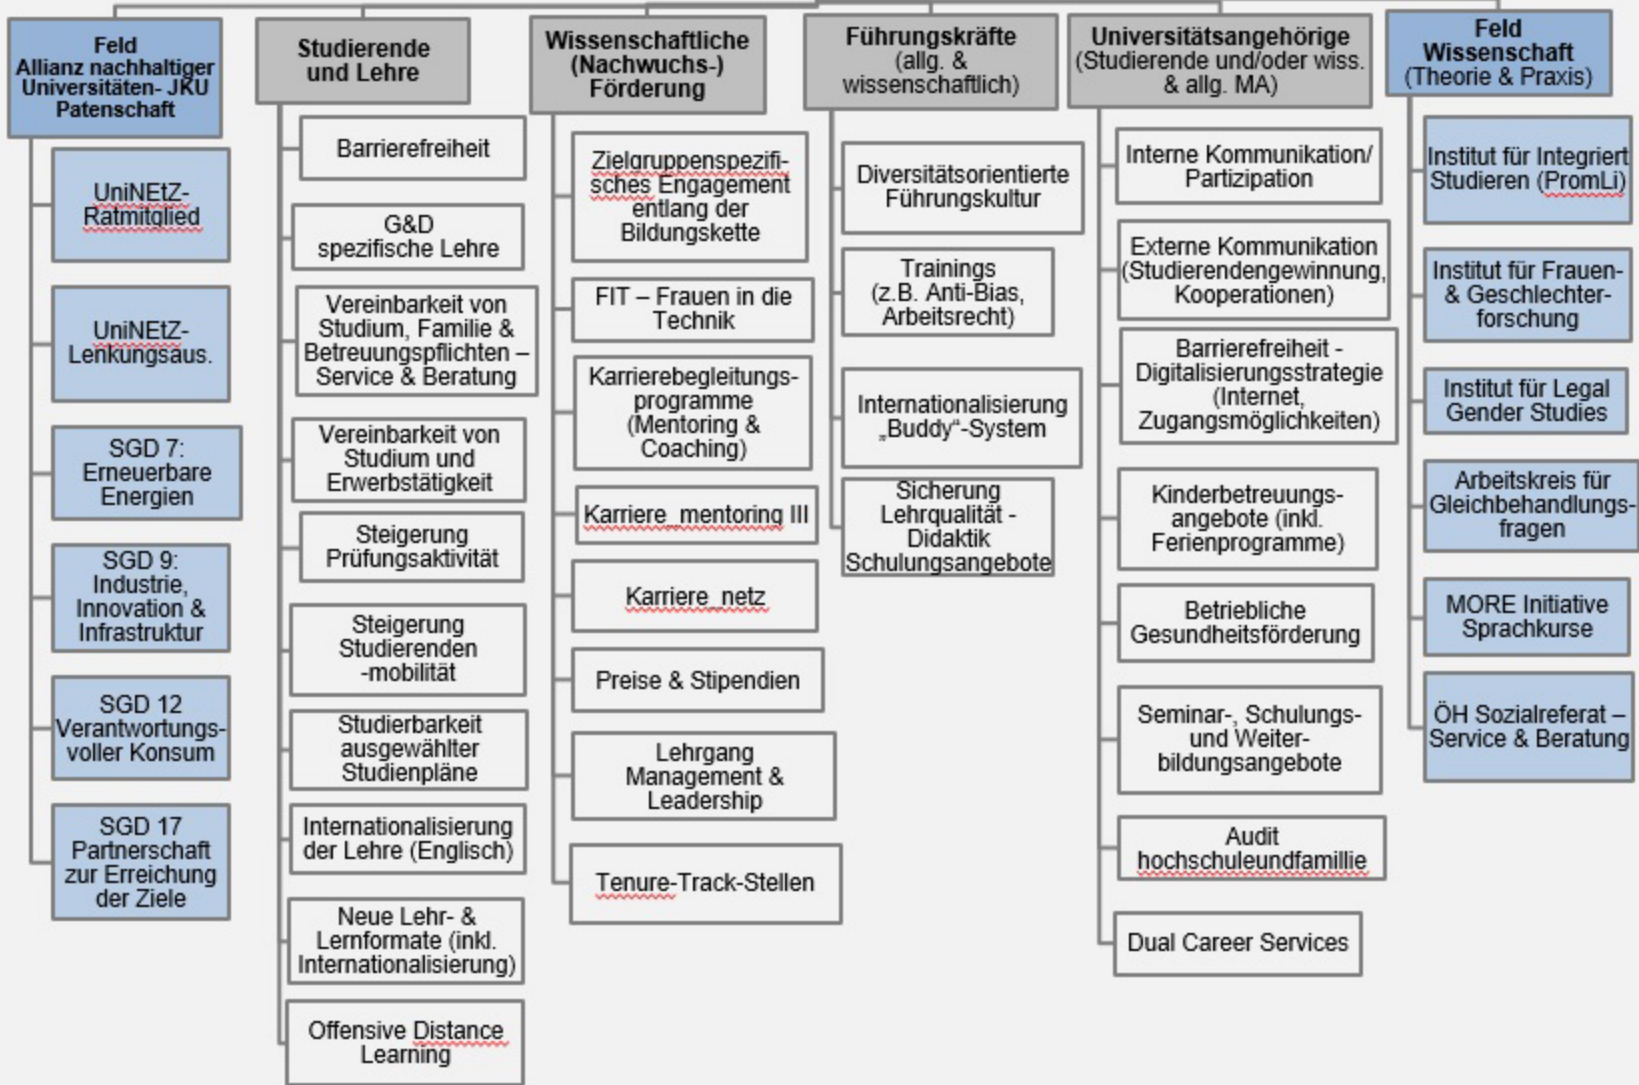 Feld
Allianz nachhaltiger
Universitäten- JKU
Patenschaft
UniNEtZ-
Ratmitglied
UniNEtZ-
Lenkungsaus.
SGD 7:
Erneuerbare
Energien
SGD 9:
Industrie,
Innovation &
Infrastruktur
SGD 12
Verantwortungs-
voller Konsum
SGD 17
Partnerschaft
zur Erreichung
der Ziele
Studierende
und Lehre
Barrierefreiheit
G&D
spezifische Lehre
Vereinbarkeit von
Studium, Familie &
Betreuungspflichten –
Service & Beratung
Vereinbarkeit von
Studium und
Erwerbstätigkeit
Steigerung
Prüfungsaktivität
Steigerung
Studierenden
-mobilität
Studierbarkeit
ausgewählter
Studienpläne
Internationalisierung
der Lehre (Englisch)
Neue Lehr- &
Lernformate (inkl.
Internationalisierung)
Offensive Distance
Learning
Wissenschaftliche
(Nachwuchs-)
Förderung
Zielgruppenspezifi-
sches Engagement
entlang der
Bildungskette
FIT – Frauen in die
Technik
Karrierebegleitungs-
programme
(Mentoring &
Coaching)
Karriere_mentoring III
Karriere_netz
Preise & Stipendien
Lehrgang
Management &
Leadership
Tenure-Track-Stellen
Führungskräfte
(allg. &
wissenschaftlich)
Diversitätsorientierte
Führungskultur
Trainings
(z.B. Anti-Bias,
Arbeitsrecht)
Internationalisierung
„Buddy“-System
Sicherung
Lehrqualität -
Didaktik
Schulungsangebote
Universitätsangehörige
(Studierende und/oder wiss.
& allg. MA)
Interne Kommunikation/
Partizipation
Externe Kommunikation
(Studierendengewinnung,
Kooperationen)
Barrierefreiheit -
Digitalisierungsstrategie
(Internet,
Zugangsmöglichkeiten)
Kinderbetreuungs-
angebote (inkl.
Ferienprogramme)
Betriebliche
Gesundheitsförderung
Seminar-, Schulungs-
und Weiter-
bildungsangebote
Audit
hochschuleundfamillie
Dual Career Services
Feld
Wissenschaft
(Theorie & Praxis)
Institut für Integriert
Studieren (PromLi)
Institut für Frauen-
& Geschlechter-
forschung
Institut für Legal
Gender Studies
Arbeitskreis für
Gleichbehandlungs-
fragen
MORE Initiative
Sprachkurse
ÖH Sozialreferat –
Service & Beratung